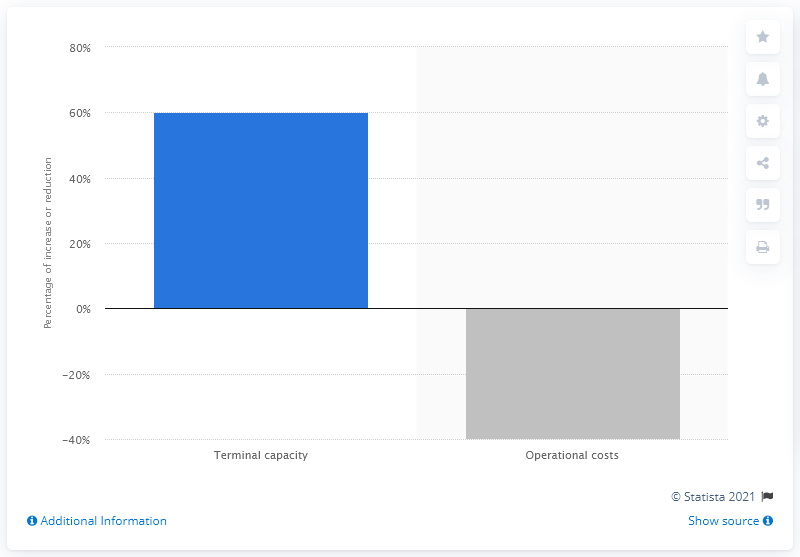 80%
60%
40%
20%
0%
−20%
−40%
Percentage of increase or reduction
Terminal capacity
Operational costs
© Statista 2021
Additional Information
Show source